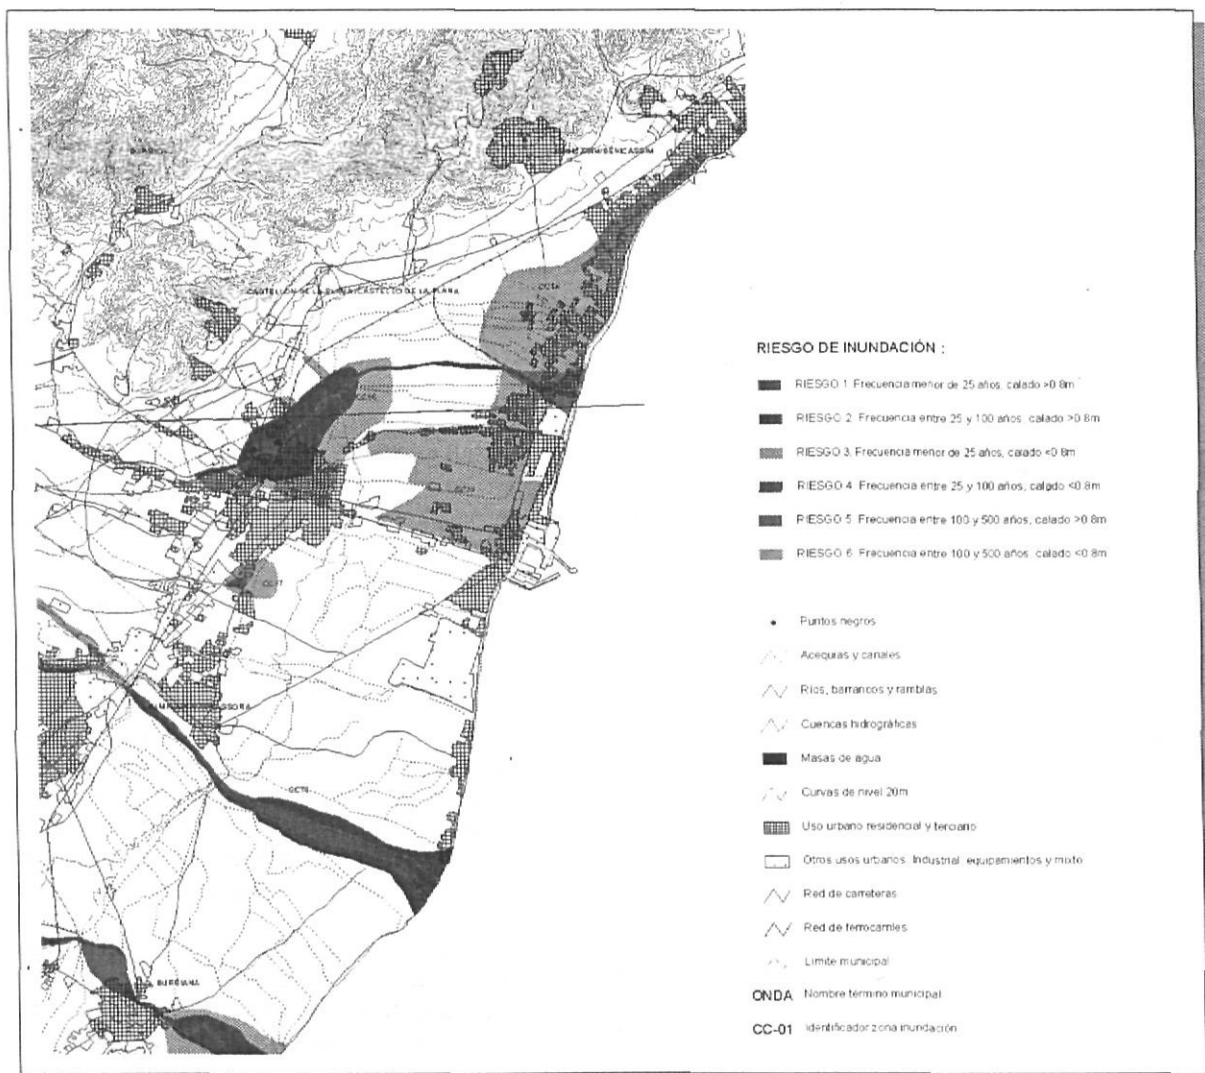 CC14
RIESGO DE INUNDACIÓN :
RIESGO 1. Frecuencia menor de 25 años, calado >0.8m
RIESGO 2. Frecuencia entre 25 y 100 años, calado >0.8m
RIESGO 3. Frecuencia menor de 25 años, calado <0.8m
RIESGO 4. Frecuencia entre 25 y 100 años, calado <0.8m
RIESGO 5. Frecuencia entre 100 y 500 años, calado >0.8m
RIESGO 6. Frecuencia entre 100 y 500 años, calado <0.8m
CC17
Puntos negros
Acequias y canales
Ríos, barrancos y ramblas
Cuencas hidrográficas
Masas de agua
Curvas de nivel 20m
Uso urbano residencial y terciario
Otros usos urbanos. Industrial, equipamientos y mixto
Red de carreteras
Red de ferrocarriles
Limite municipal
BURRIANA
ONDA Nombre término municipal
CC-01 Identificador zona inundación